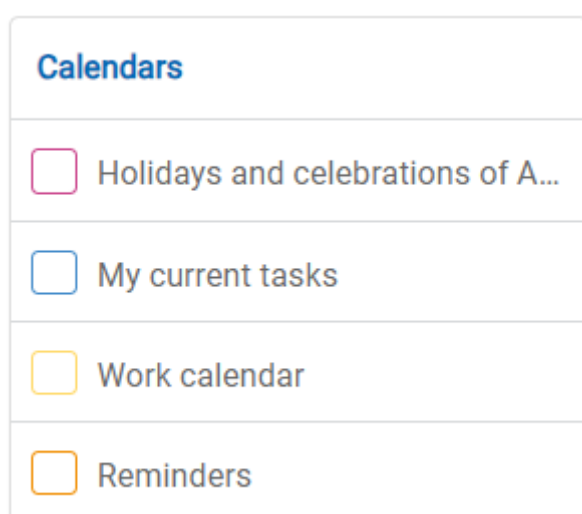 Calendars
Holidays and celebrations of A...
My current tasks
Work calendar
Reminders